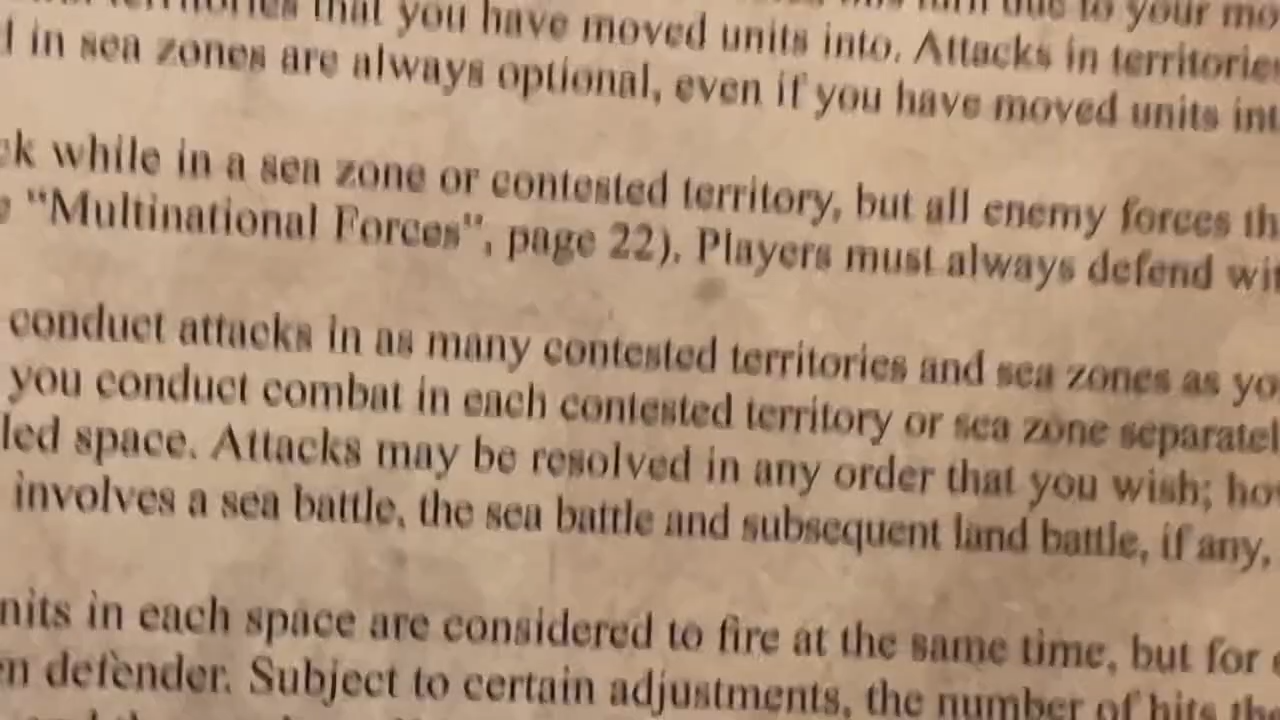 that you have moved units into. Attacks in territories
in sea zones are always optional, even if you have moved units int
ck while in a sea zone or contested territory, but all enemy forces th
"Multinational Forces", page 22). Players must always defend wit
conduct attacks in as many contested territories and sea zones as yo
you conduct combat in each contested territory or sea zone separatel
led space. Attacks may be resolved in any order that you wish; ho
involves a sea battle, the sea battle and subsequent land battle, if any,
nits in each space are considered to fire at the same time, but for
en defender. Subject to certain adjustments, the number of hits the